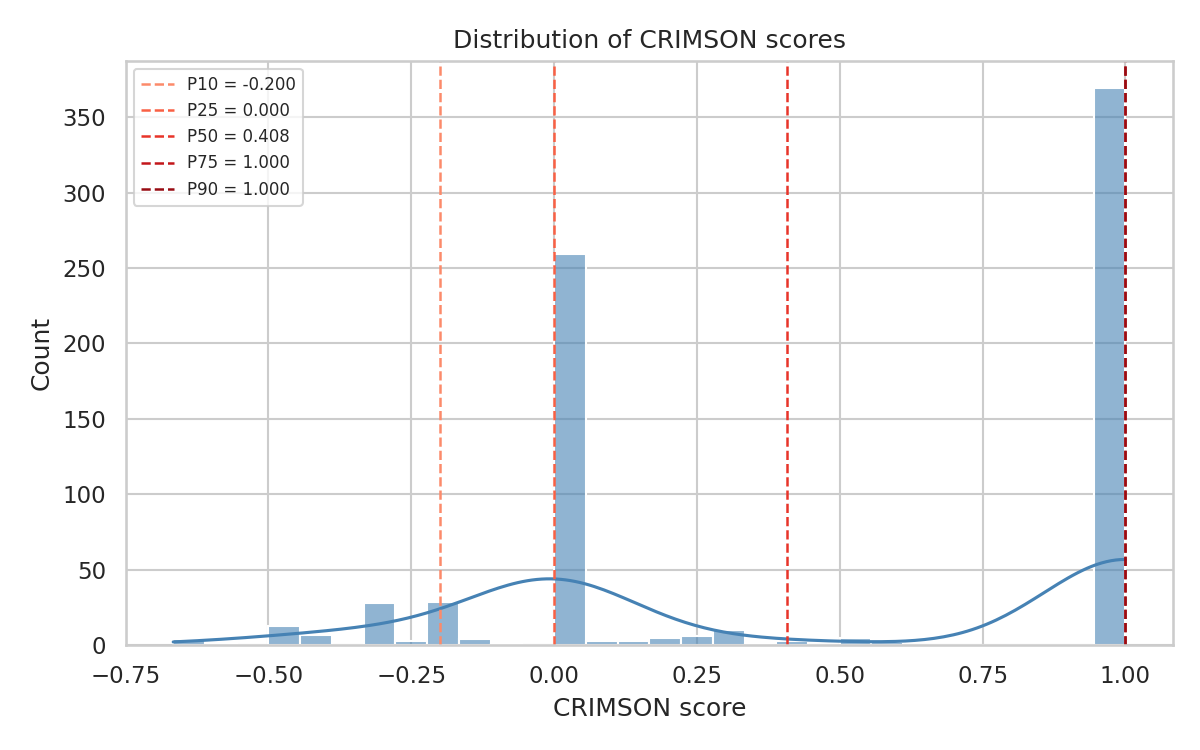 Distribution of CRIMSON scores
P10 = -0.200
P25 = 0.000
P50 = 0.408
P75 = 1.000
P90 = 1.000
Count
350
300
250
200
150
100
50
0
−0.75 −0.50 −0.25 0.00 0.25 0.50 0.75 1.00
CRIMSON score